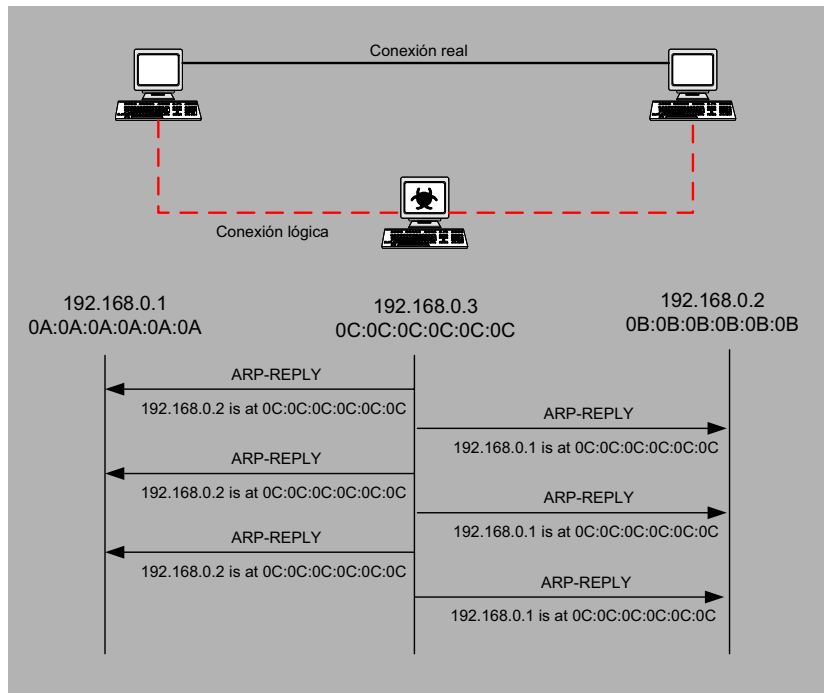 Conexión real
Conexión lógica
192.168.0.1
0A:0A:0A:0A:0A:0A
192.168.0.3
0C:0C:0C:0C:0C:0C
192.168.0.2
0B:0B:0B:0B:0B:0B
ARP-REPLY
192.168.0.2 is at 0C:0C:0C:0C:0C:0C
ARP-REPLY
192.168.0.1 is at 0C:0C:0C:0C:0C:0C
ARP-REPLY
192.168.0.2 is at 0C:0C:0C:0C:0C:0C
ARP-REPLY
192.168.0.1 is at 0C:0C:0C:0C:0C:0C
ARP-REPLY
192.168.0.2 is at 0C:0C:0C:0C:0C:0C
ARP-REPLY
192.168.0.1 is at 0C:0C:0C:0C:0C:0C